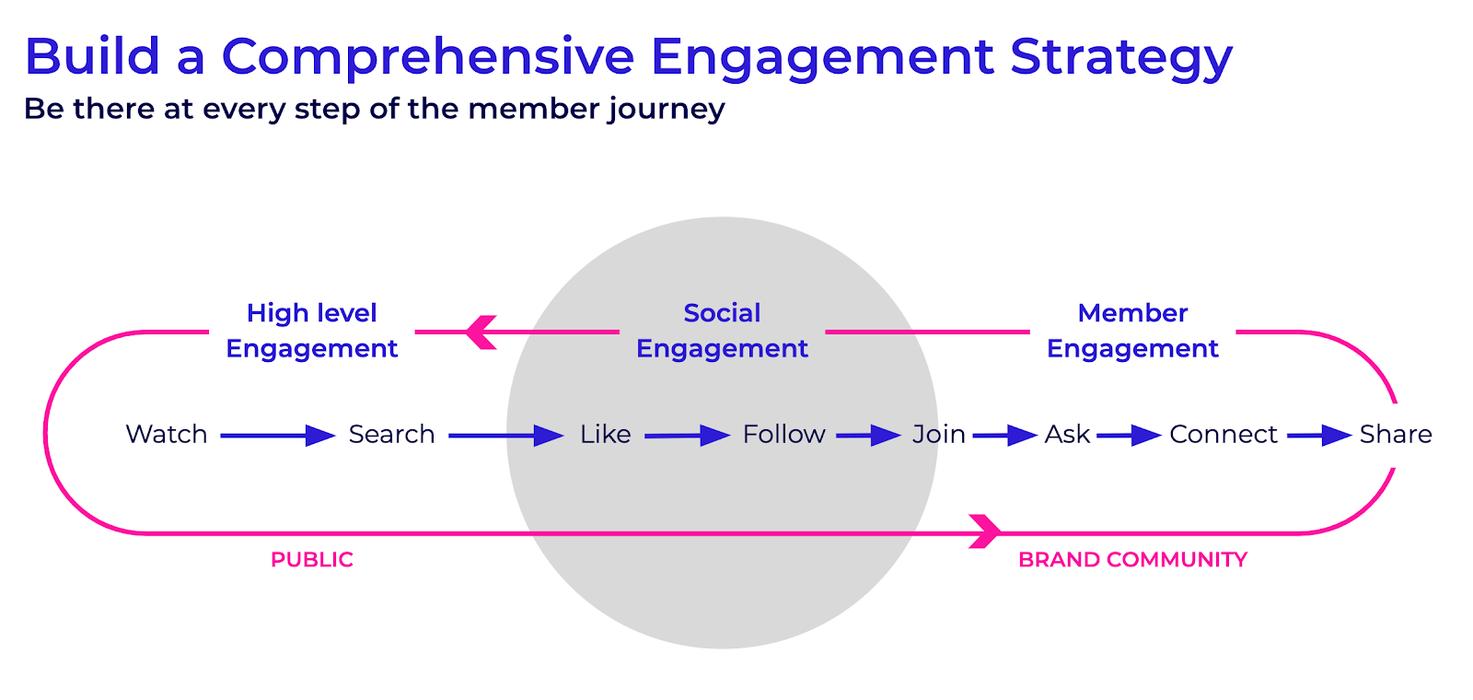 Build a Comprehensive Engagement Strategy
Be there at every step of the member journey
High level
Engagement
Social
Engagement
Member
Engagement
Watch
Search
Like
Follow
Join
Ask
Connect
Share
PUBLIC
BRAND COMMUNITY